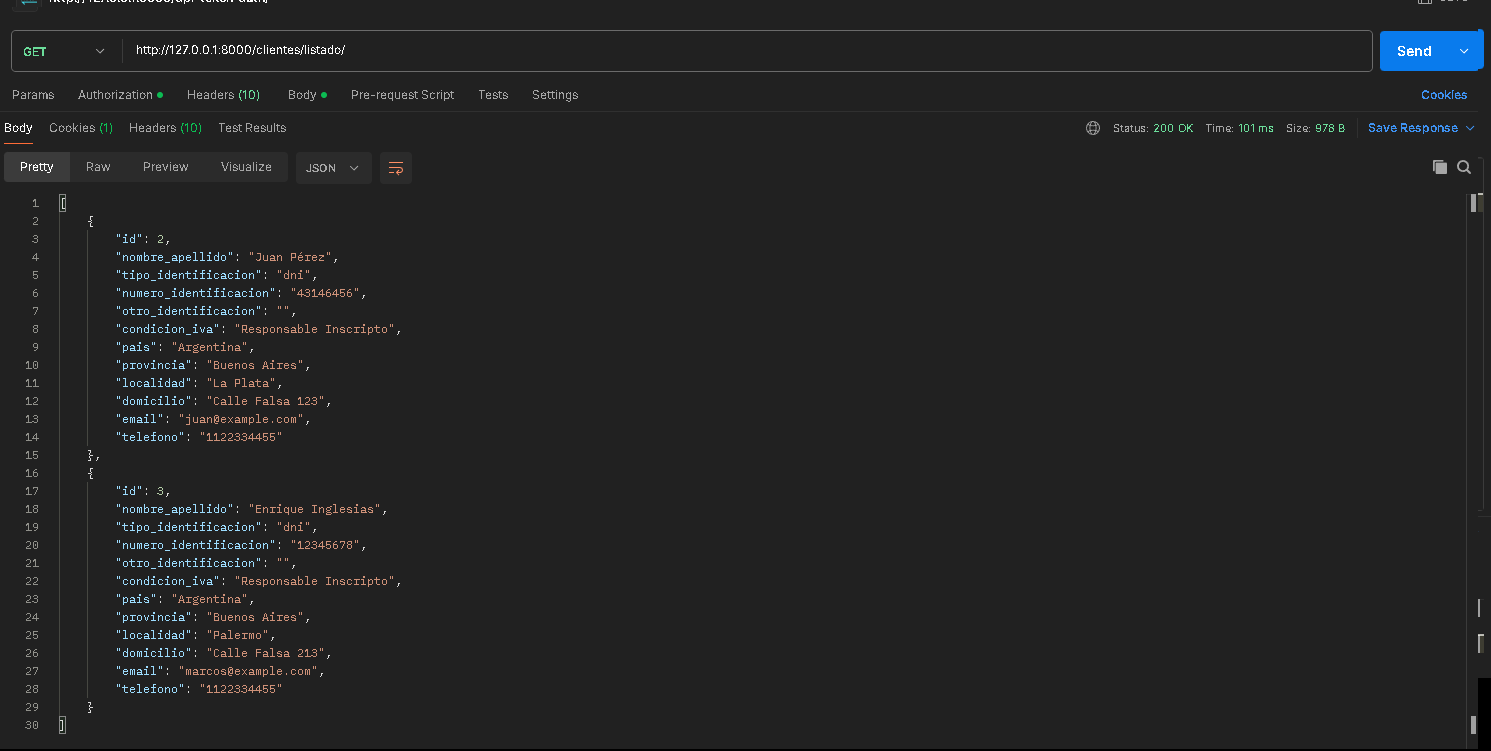 GET
http://127.0.0.1:8000/clientes/listado/
Send
Params Authorization Headers (10) Body Pre-request Script Tests Settings Cookies
Body Cookies (1) Headers (10) Test Results Status: 200 OK Time: 101 ms Size: 978 B Save Response
Pretty Raw Preview Visualize JSON
1 [
2 {
3 "id": 2,
4 "nombre_apellido": "Juan Pérez",
5 "tipo_identificacion": "dni",
6 "numero_identificacion": "43146456",
7 "otro_identificacion": "",
8 "condicion_iva": "Responsable Inscripto",
9 "pais": "Argentina",
10 "provincia": "Buenos Aires",
11 "localidad": "La Plata",
12 "domicilio": "Calle Falsa 123",
13 "email": "juan@example.com",
14 "telefono": "1122334455"
15 },
16 {
17 "id": 3,
18 "nombre_apellido": "Enrique Inglesias",
19 "tipo_identificacion": "dni",
20 "numero_identificacion": "12345678",
21 "otro_identificacion": "",
22 "condicion_iva": "Responsable Inscripto",
23 "pais": "Argentina",
24 "provincia": "Buenos Aires",
25 "localidad": "Palermo",
26 "domicilio": "Calle Falsa 213",
27 "email": "marcos@example.com",
28 "telefono": "1122334455"
29 }
30 ]